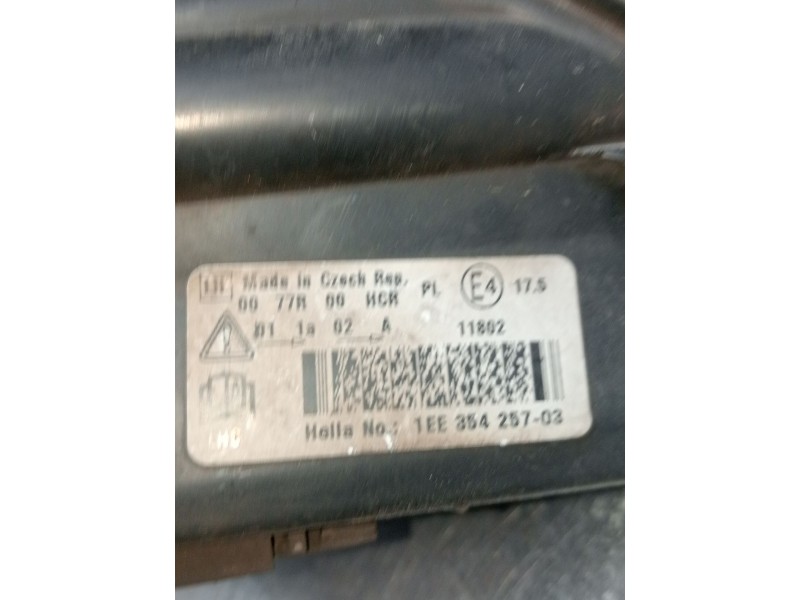 Made in Czech Rep.
00 77R 00 HCR PL E4 17.5
01 1a 02 A 11802
Hella No.: 1EE 354 257-03